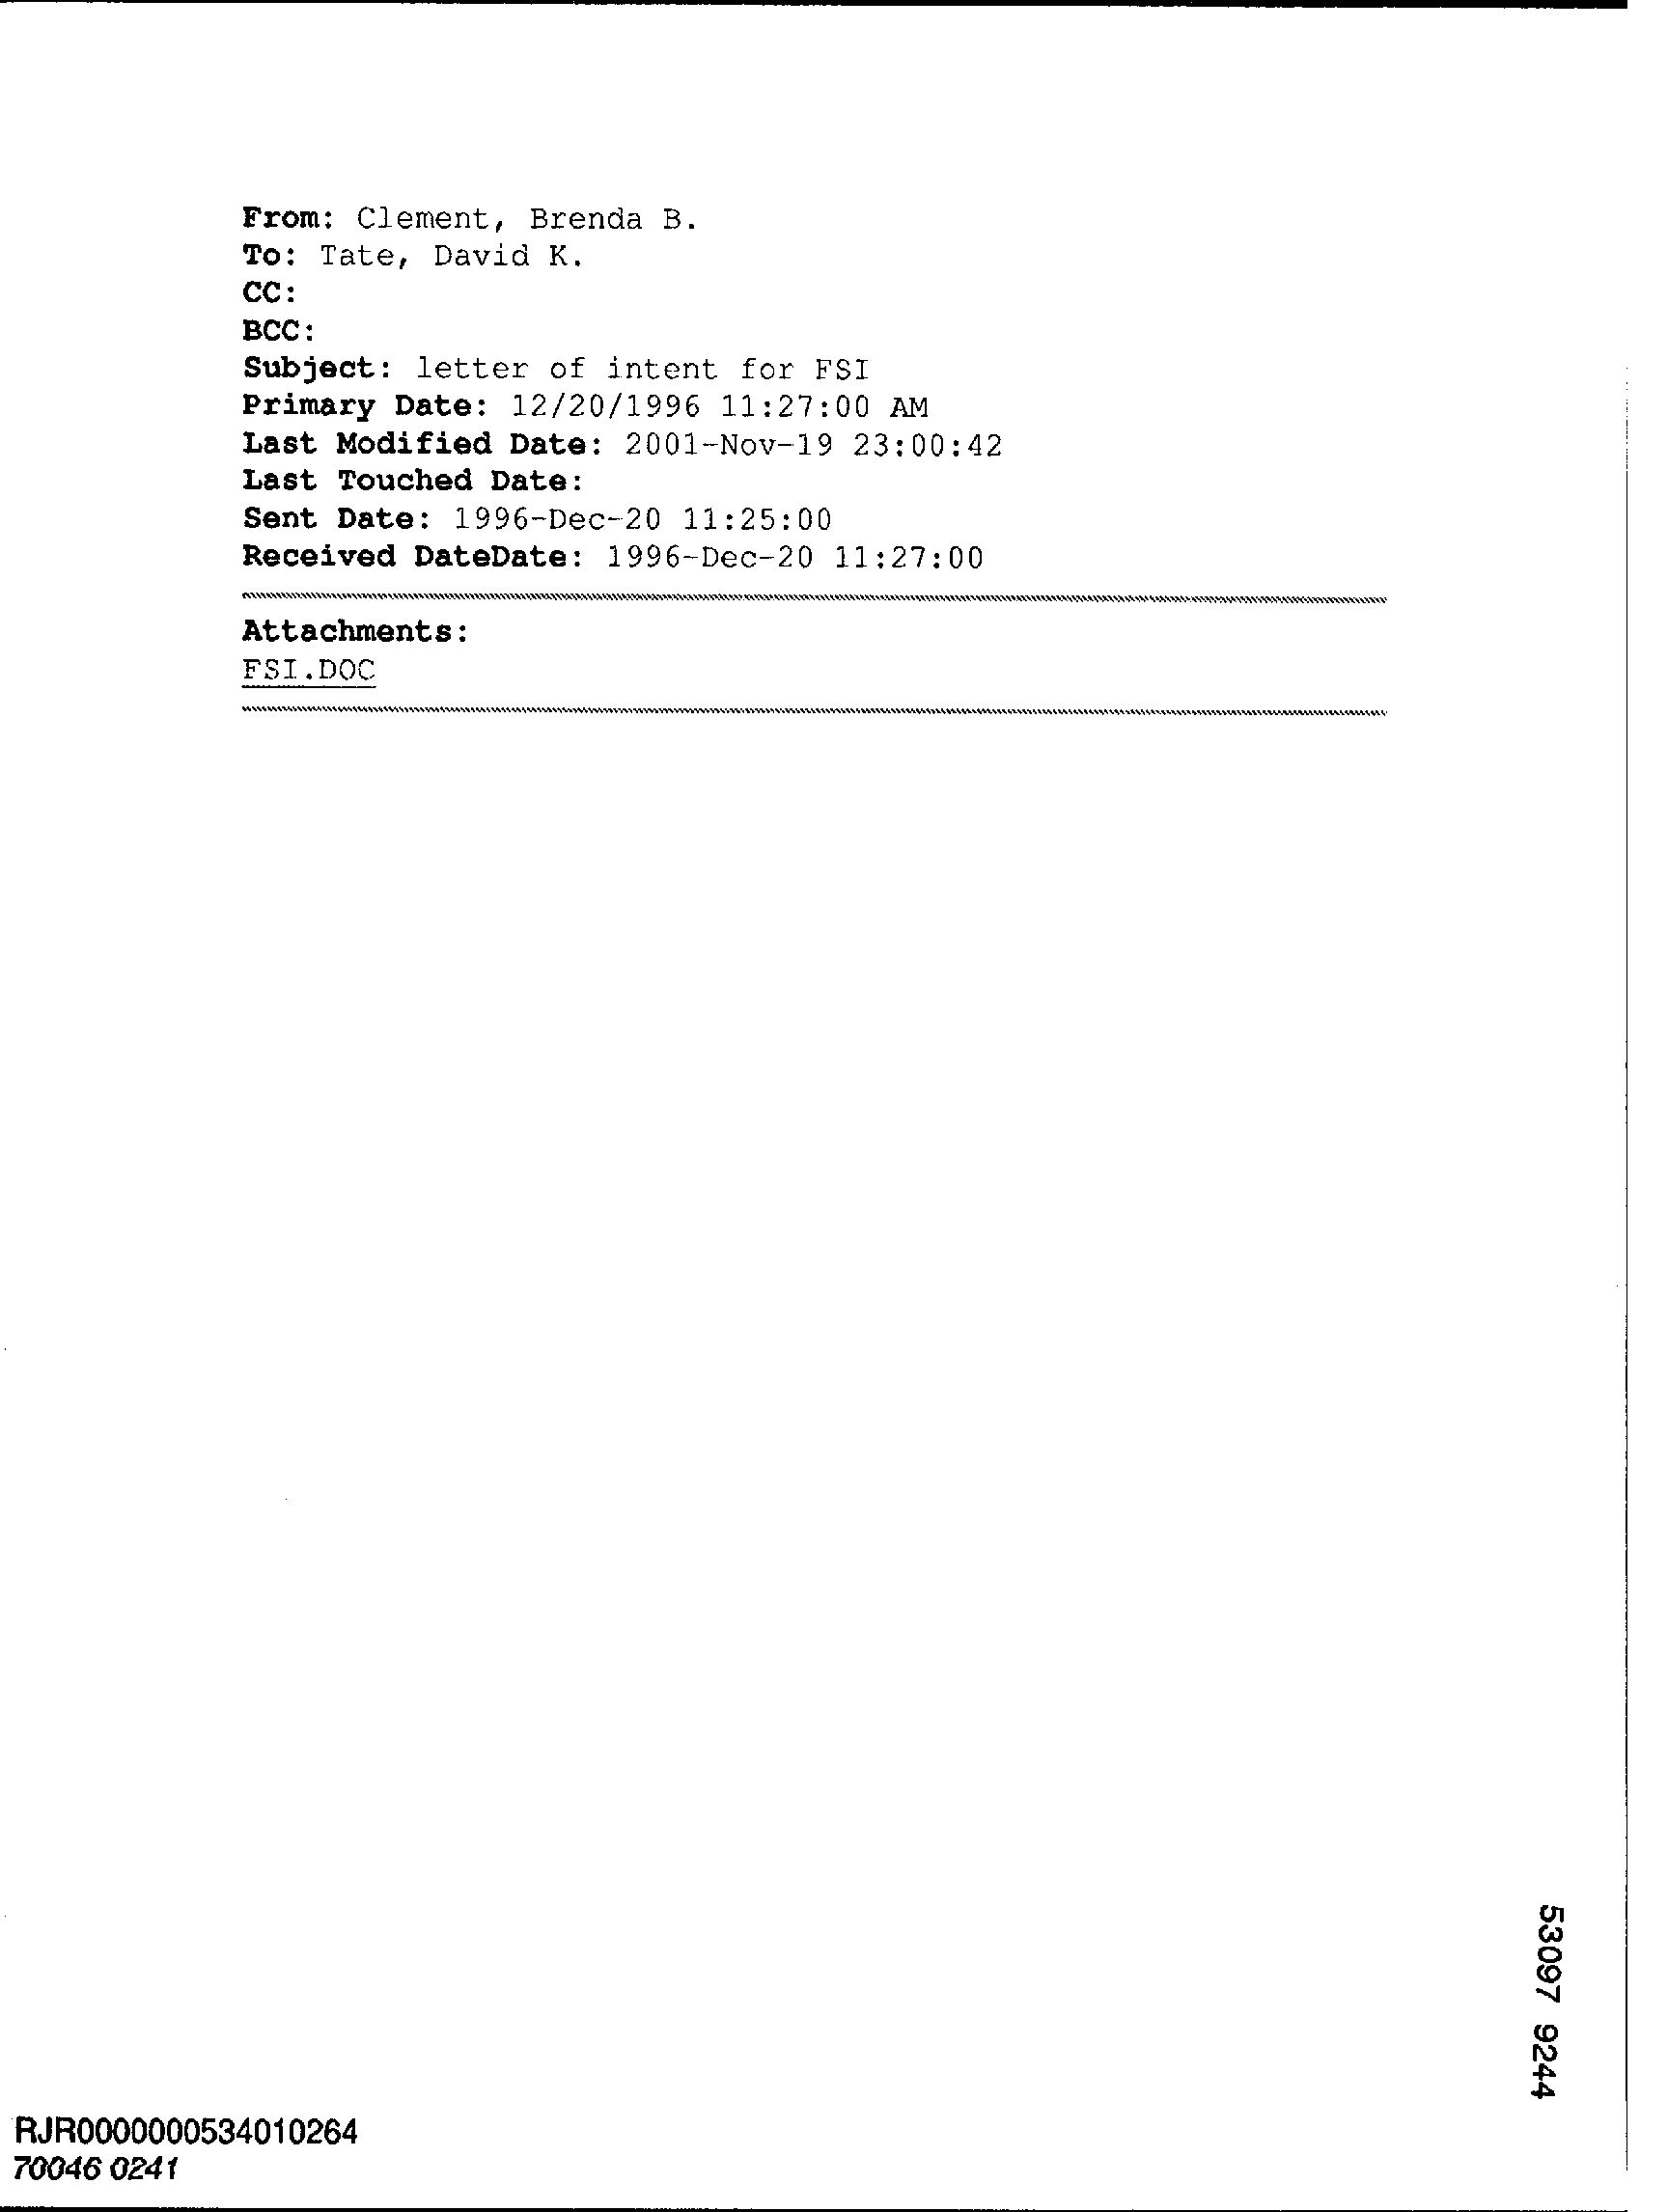 From: Clement, Brenda B.
To: Tate, David K.
CC:
BCC:
Subject: letter of intent for FSI
Primary Date: 12/20/1996 11:27:00 AM
Last Modified Date: 2001-Nov-19 23:00:42
Last Touched Date:
Sent Date: 1996-Dec-20 11:25:00
Received DateDate: 1996-Dec-20 11:27:00
Attachments:
FSI.DOC
53097 9244
RJR0000000534010264
70046 0241